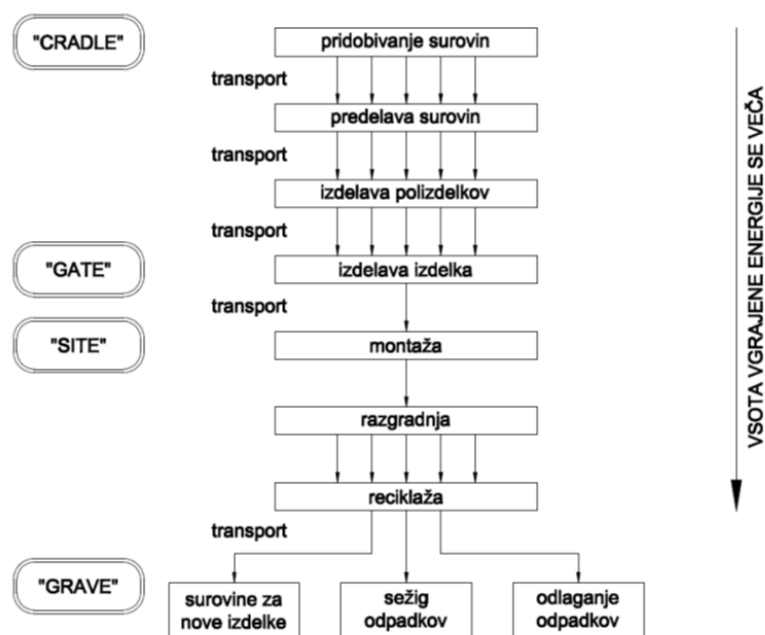 "CRADLE"
pridobivanje surovin
transport
predelava surovin
transport
izdelava polizdelkov
transport
"GATE"
izdelava izdelka
transport
"SITE"
montaža
razgradnja
reciklaža
transport
"GRAVE"
surovine za
nove izdelke
sežig
odpadkov
odlaganje
odpadkov
VSOTA VGRAJENE ENERGIJE SE VEČA